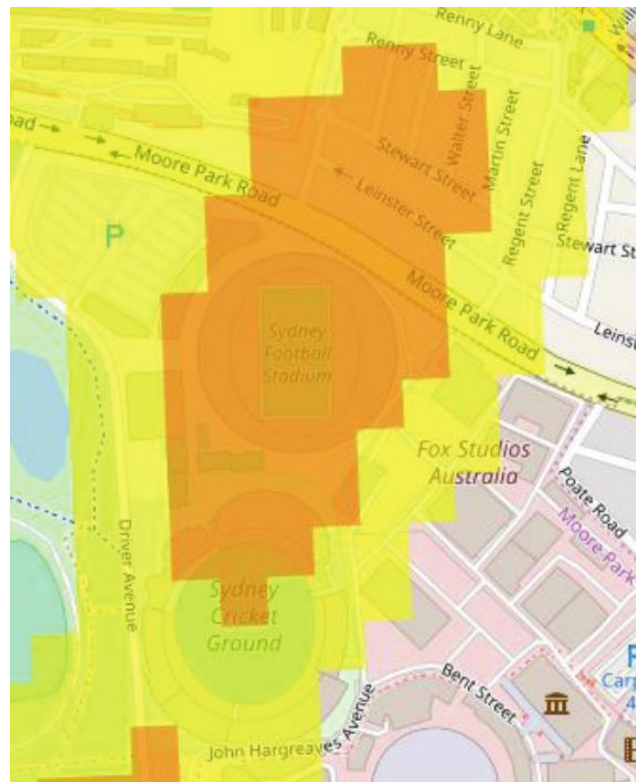 Renny Lane
Renny Street
Walter Street
Martin Street
Stewart Street
Leinster Street
Regent Street
Regent Lane
Moore Park Road
oad
P
Stewart St
Moore Park Road
Leins
Sydney
Football
Stadium
Fox Studios
Australia
Poate Road
Moore Park
Driver Avenue
Sydney
Cricket
Ground
Bent Street
Carg
4
John Hargreaves Avenue